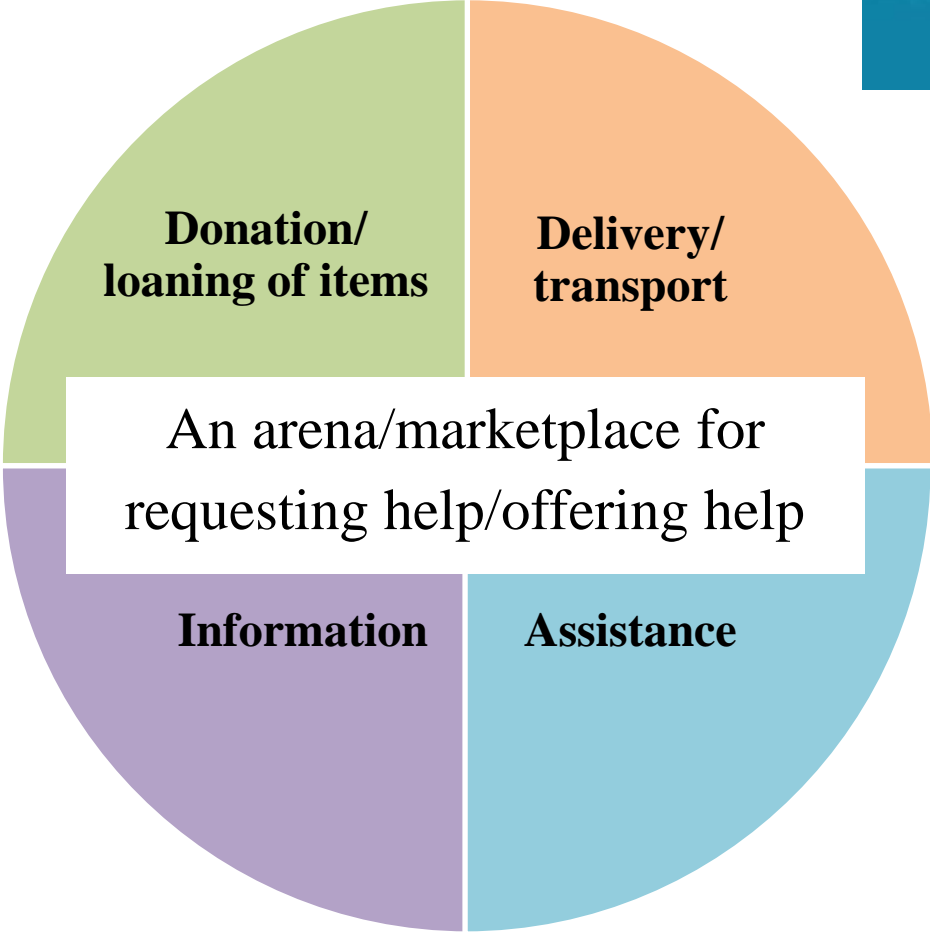 Donation/
loaning of items
Delivery/
transport
An arena/marketplace for
requesting help/offering help
Information
Assistance